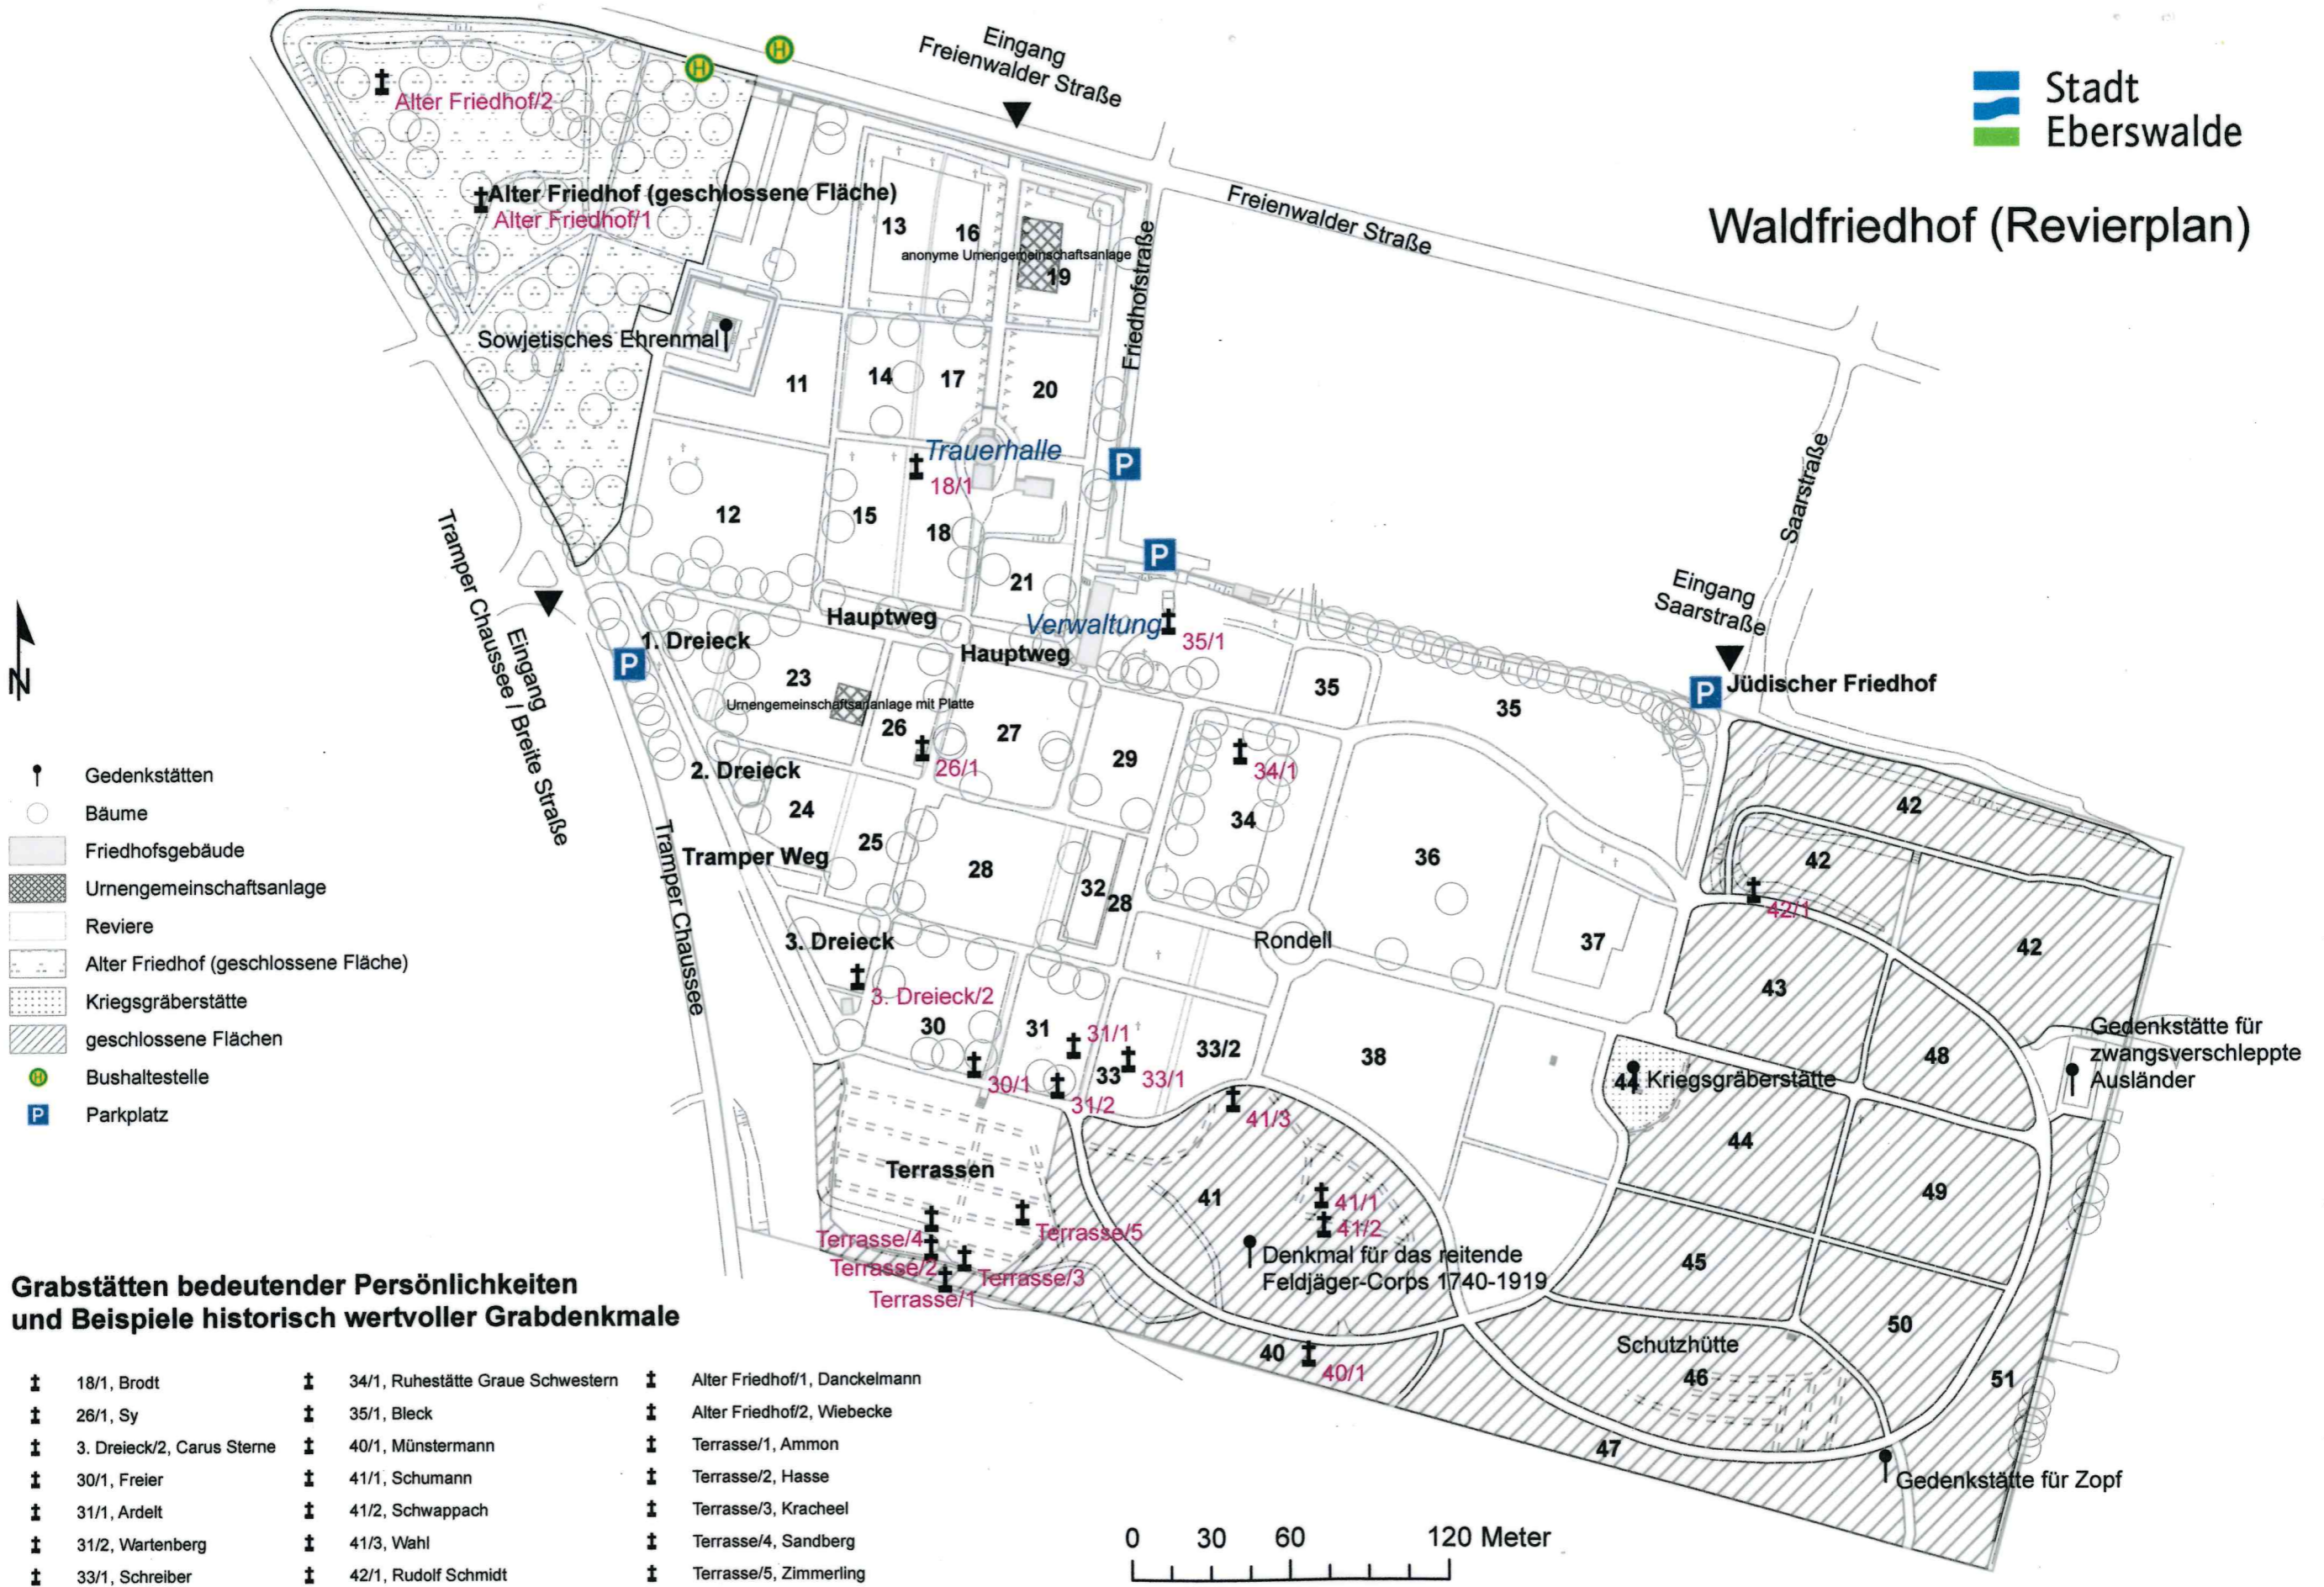 Stadt
Eberswalde
Waldfriedhof (Revierplan)
Eingang
Freienwalder Straße
H
H
Alter Friedhof/2
Alter Friedhof (geschlossene Fläche)
Alter Friedhof/1
Freienwalder Straße
Friedhofstraße
13
16
anonyme Urnengemeinschaftsanlage
19
Sowjetisches Ehrenmal
11
14
17
20
Trauerhalle
18/1
P
12
15
18
Saarstraße
Tramper Chaussee
P
21
Eingang
Saarstraße
Eingang
Tramper Chaussee / Breite Straße
Hauptweg
Verwaltung
35/1
1. Dreieck
Hauptweg
P
N
23
35
P
Jüdischer Friedhof
Urnengemeinschaftsananlage mit Platte
35
26
27
26/1
29
34/1
2. Dreieck
24
34
42
Tramper Weg
25
28
36
42
Tramper Chaussee
32
28
42/1
3. Dreieck
Rondell
37
42
3. Dreieck/2
43
30
31
31/1
33/2
38
48
Gedenkstätte für
zwangsverschleppte
Ausländer
30/1
33
33/1
31/2
44
Kriegsgräberstätte
41/3
44
Terrassen
41
41/1
41/2
49
Terrasse/4
Terrasse/5
Terrasse/2
Terrasse/3
Terrasse/1
Denkmal für das reitende
Feldjäger-Corps 1740-1919
45
50
Schutzhütte
46
40
40/1
51
47
Gedenkstätte für Zopf
Gedenkstätten
Bäume
Friedhofsgebäude
Urnengemeinschaftsanlage
Reviere
Alter Friedhof (geschlossene Fläche)
Kriegsgräberstätte
geschlossene Flächen
H
Bushaltestelle
P
Parkplatz
Grabstätten bedeutender Persönlichkeiten
und Beispiele historisch wertvoller Grabdenkmale
18/1, Brodt
26/1, Sy
3. Dreieck/2, Carus Sterne
30/1, Freier
31/1, Ardelt
31/2, Wartenberg
33/1, Schreiber
34/1, Ruhestätte Graue Schwestern
35/1, Bleck
40/1, Münstermann
41/1, Schumann
41/2, Schwappach
41/3, Wahl
42/1, Rudolf Schmidt
Alter Friedhof/1, Danckelmann
Alter Friedhof/2, Wiebecke
Terrasse/1, Ammon
Terrasse/2, Hasse
Terrasse/3, Kracheel
Terrasse/4, Sandberg
Terrasse/5, Zimmerling
0 30 60 120 Meter